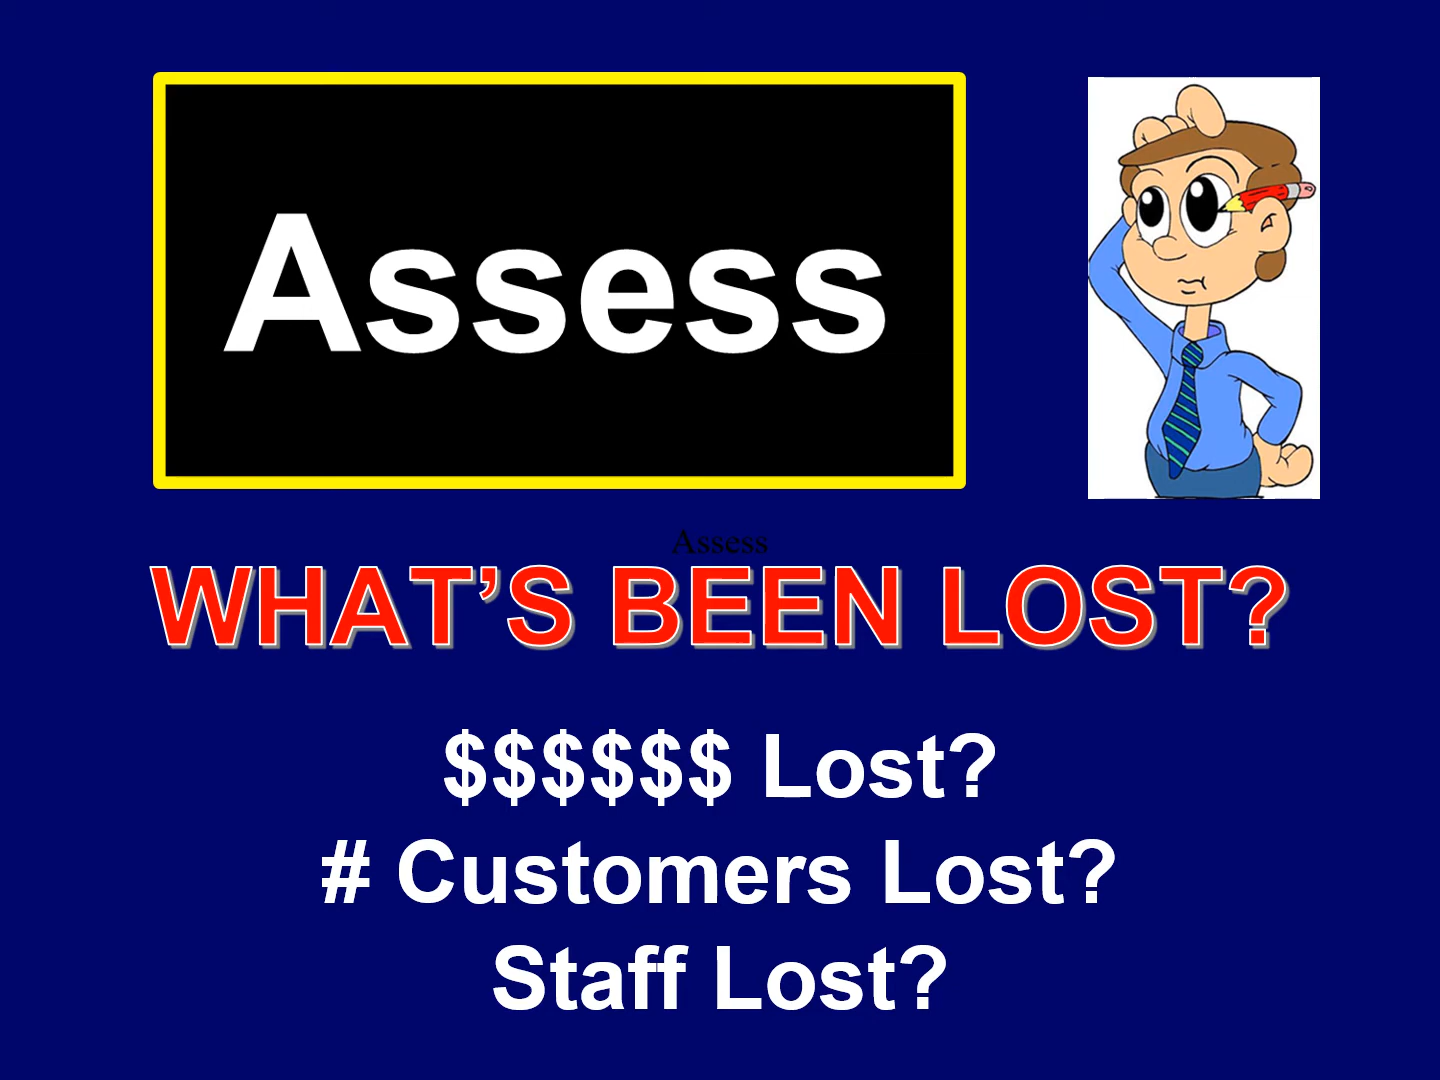 Assess
Assess
WHAT’S BEEN LOST?
$$$$$$ Lost?
# Customers Lost?
Staff Lost?